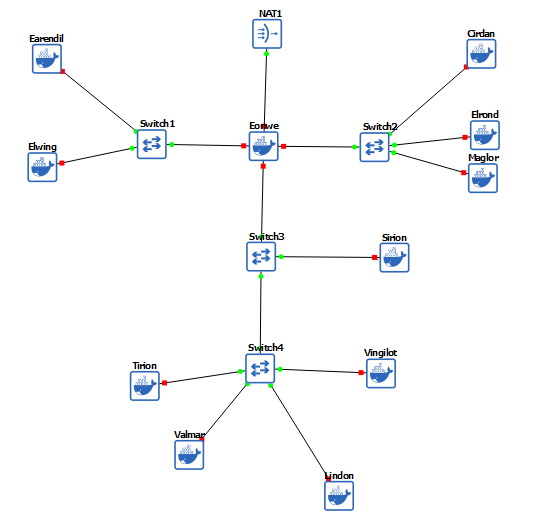 NAT1
Earendil
Cirdan
Switch1
Eonwe
Switch2
Elrond
Elwing
Maglor
Switch3
Sirion
Switch4
Vingilot
Tirion
Valmar
Lindon